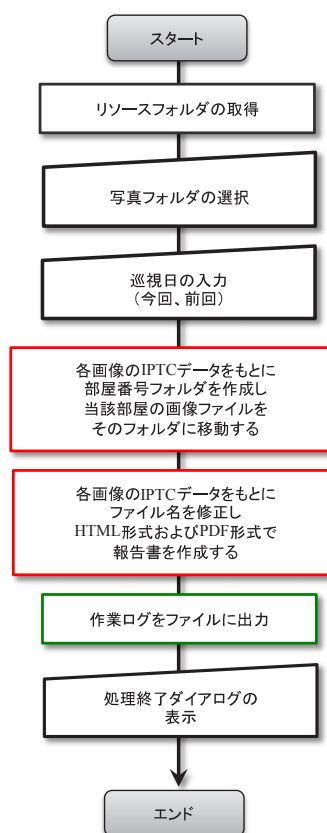 スタート
リソースフォルダの取得
写真フォルダの選択
巡視日の入力
（今回、前回）
各画像のIPTCデータをもとに
部屋番号フォルダを作成し
当該部屋の画像ファイルを
そのフォルダに移動する
各画像のIPTCデータをもとに
ファイル名を修正し
HTML形式およびPDF形式で
報告書を作成する
作業ログをファイルに出力
処理終了ダイアログの
表示
エンド